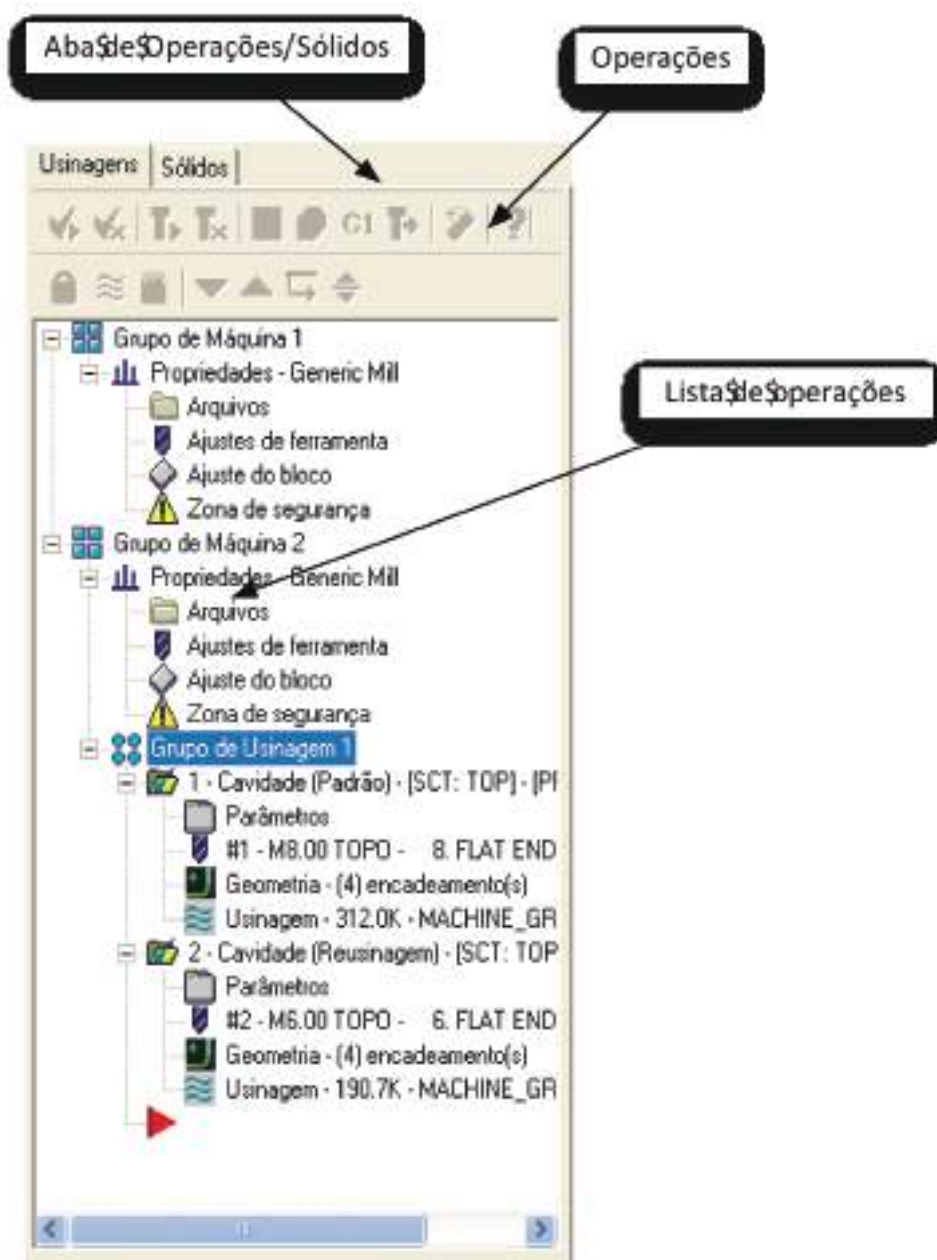 Aba$de$Operações/Sólidos
Operações
Usinagens Sólidos
G1
Grupo de Máquina 1
Propriedades - Generic Mill
Arquivos
Ajustes de ferramenta
Ajuste do bloco
Zona de segurança
Lista$de$operações
Grupo de Máquina 2
Propriedades - Generic Mill
Arquivos
Ajustes de ferramenta
Ajuste do bloco
Zona de segurança
Grupo de Usinagem 1
1 - Cavidade (Padrão) - [SCT: TOP] - [Pl
Parâmetros
#1 - M8.00 TOPO - 8. FLAT END
Geometria - (4) encadeamento(s)
Usinagem - 312.0K - MACHINE_GR
2 - Cavidade (Reusinagem) - [SCT: TOP
Parâmetros
#2 - M6.00 TOPO - 6. FLAT END
Geometria - (4) encadeamento(s)
Usinagem - 190.7K - MACHINE_GR